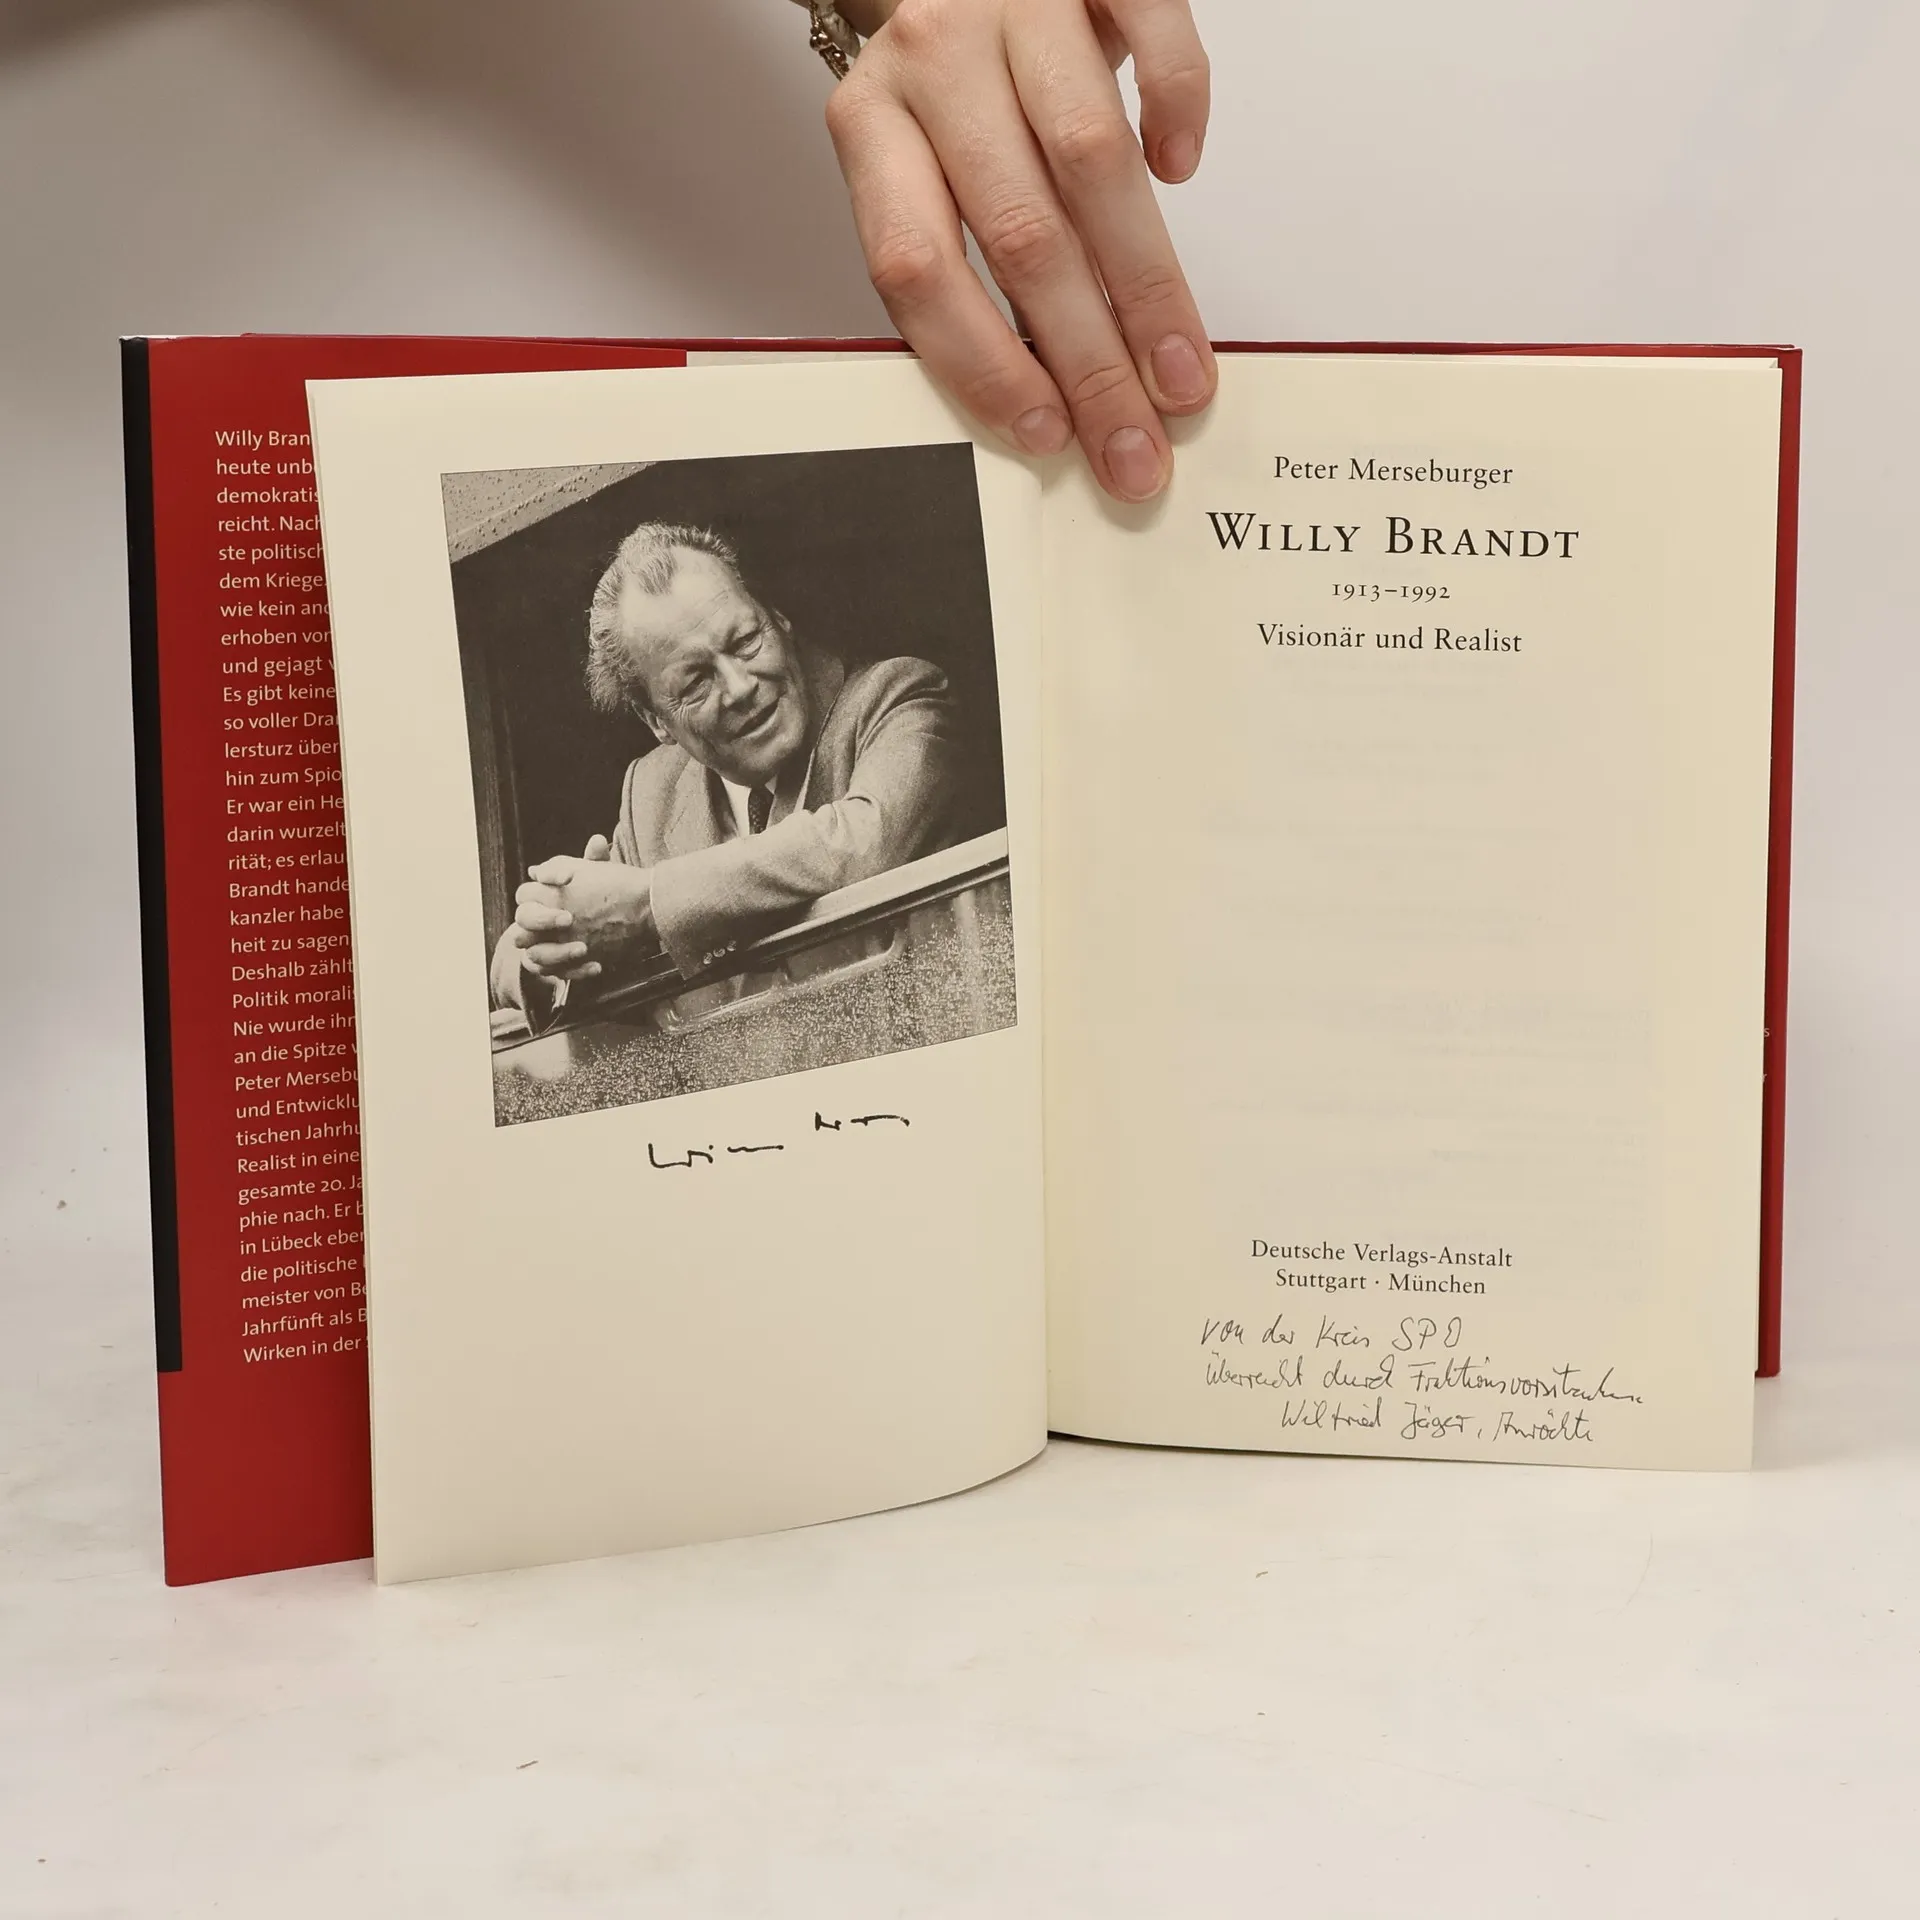 Willy Bran
heute unb
demokratis
reicht. Nach
ste politisch
dem Kriege.
wie kein and
erhoben von
und gejagt v
Es gibt keine
so voller Dra
lersturz über
hin zum Spio
Er war ein He
darin wurzelt
rität; es erlau
Brandt hande
kanzler habe
heit zu sagen
Deshalb zählt
Politik moralis
Nie wurde ihr
an die Spitze v
Peter Mersebu
und Entwicklu
tischen Jahrhu
Realist in eine
gesamte 20. Ja
phie nach. Er b
in Lübeck eben
die politische
meister von Be
Jahrfünft als B
Wirken in der
Peter Merseburger
WILLY BRANDT
1913–1992
Visionär und Realist
Deutsche Verlags-Anstalt
Stuttgart · München
von der Kreis SPD
überreicht durch Fraktionsvorsitzenden
Wilfried Jäger, Anröchte